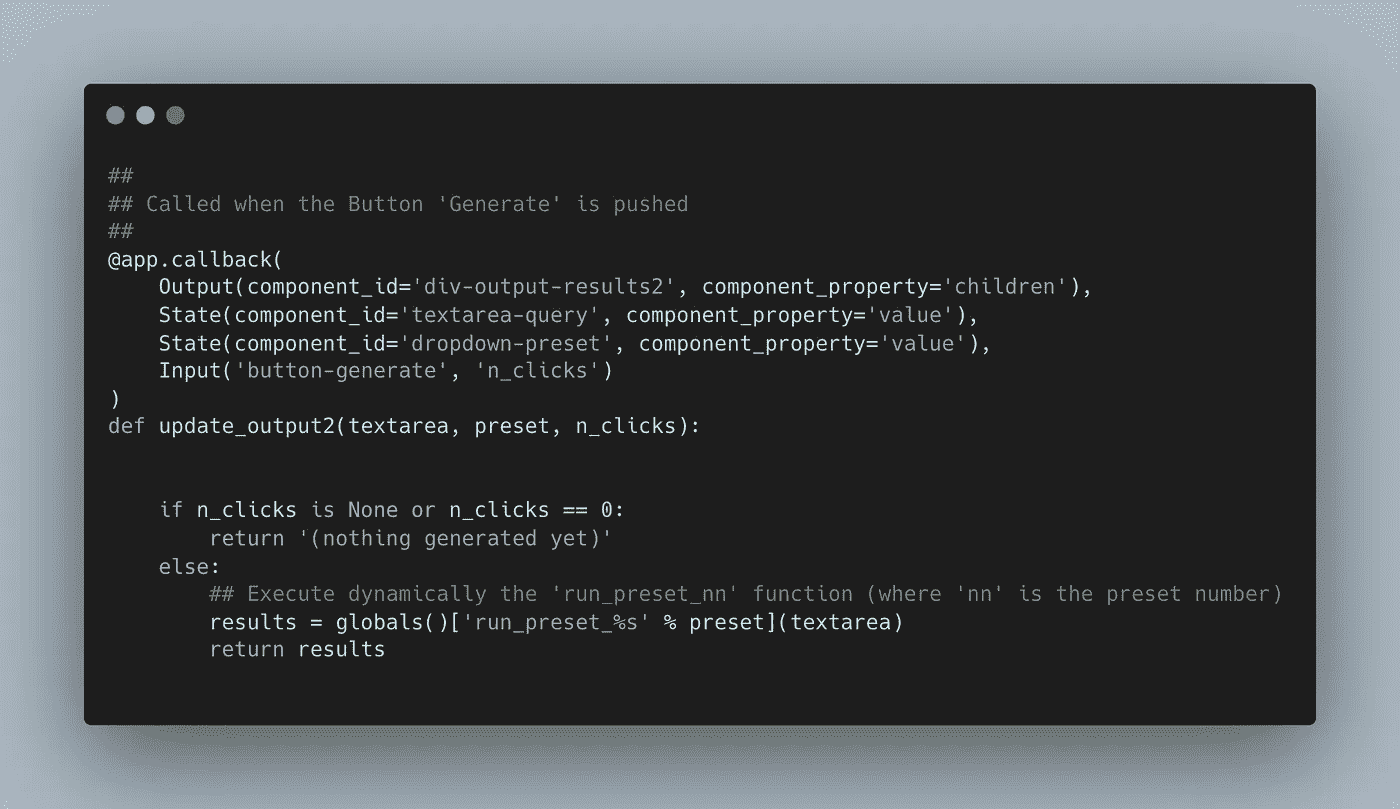 ##
## Called when the Button 'Generate' is pushed
##
@app.callback(
    Output(component_id='div-output-results2', component_property='children'),
    State(component_id='textarea-query', component_property='value'),
    State(component_id='dropdown-preset', component_property='value'),
    Input('button-generate', 'n_clicks')
)
def update_output2(textarea, preset, n_clicks):
    if n_clicks is None or n_clicks == 0:
        return '(nothing generated yet)'
    else:
        ## Execute dynamically the 'run_preset_nn' function (where 'nn' is the preset number)
        results = globals()['run_preset_%s' % preset](textarea)
        return results